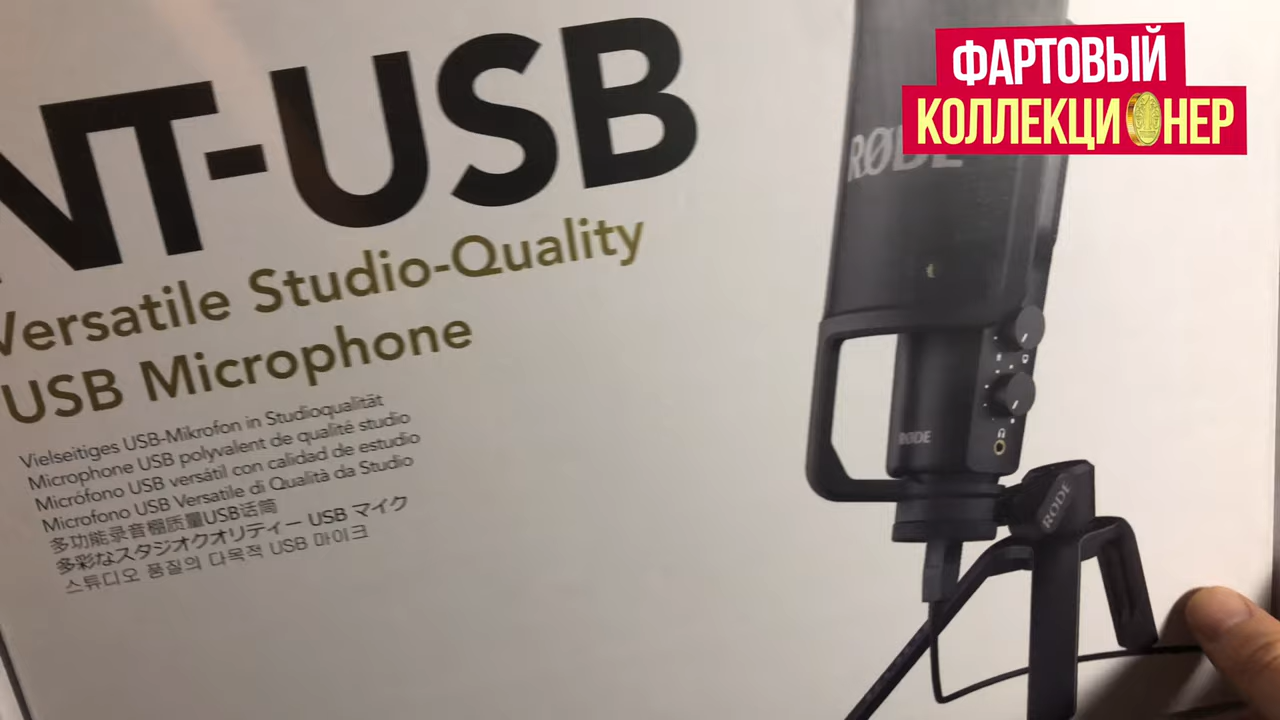 NT-USB
Versatile Studio-Quality
USB Microphone
Vielseitiges USB-Mikrofon in Studioqualität
Microphone USB polyvalent de qualité studio
Micrófono USB versátil con calidad de estudio
Microfono USB Versatile di Qualità da Studio
多功能录音棚质量USB话筒
多彩なスタジオクオリティー USB マイク
스튜디오 품질의 다목적 USB 마이크
ФАРТОВЫЙ
КОЛЛЕКЦИОНЕР
RØDE
RØDE
RØDE
RØDE